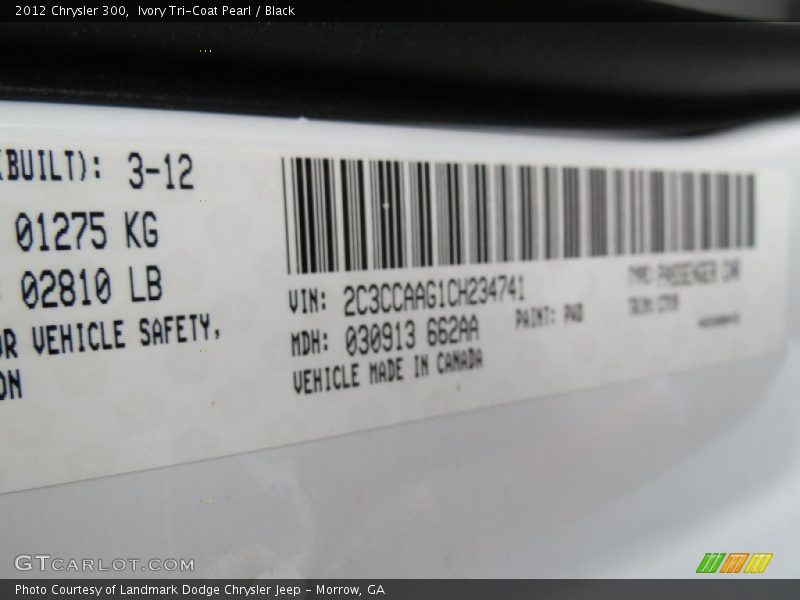 2012 Chrysler 300, Ivory Tri-Coat Pearl / Black
(BUILT): 3-12
01275 KG
02810 LB
OR VEHICLE SAFETY,
ON
VIN: 2C3CCAAG1CH234741
MDH: 030913 662AA
PAINT:
VEHICLE MADE IN CANADA
TYPE: PASSENGER CAR
TRIM:
GTCARLOT.COM
Photo Courtesy of Landmark Dodge Chrysler Jeep - Morrow, GA